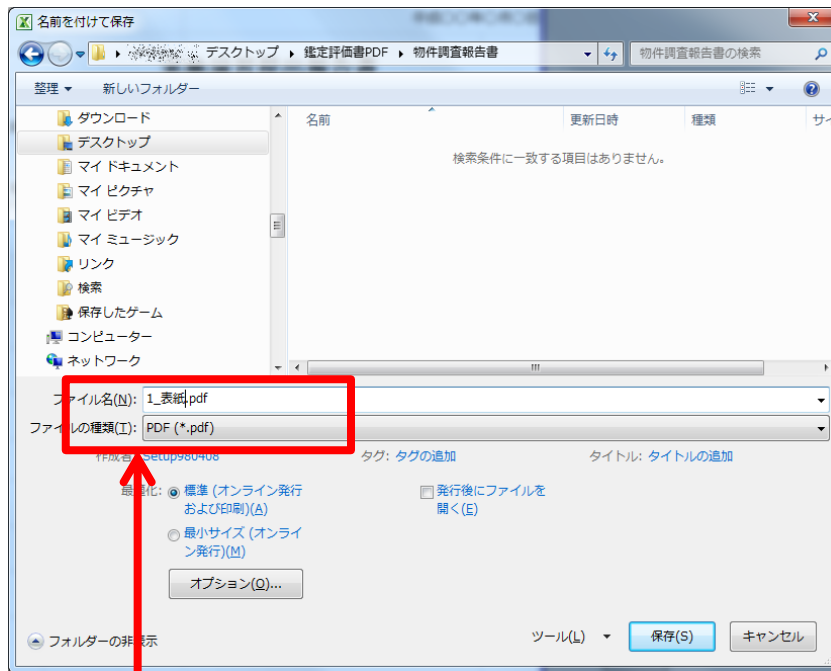 名前を付けて保存
デスクトップ ▸ 鑑定評価書PDF ▸ 物件調査報告書
物件調査報告書の検索
整理 ▼ 新しいフォルダー
ダウンロード
デスクトップ
マイ ドキュメント
マイ ピクチャ
マイ ビデオ
マイ ミュージック
リンク
検索
保存したゲーム
コンピューター
ネットワーク
名前 更新日時 種類 サイ
検索条件に一致する項目はありません。
ファイル名(N): 1_表紙.pdf
ファイルの種類(T): PDF (*.pdf)
作成者: Setup980408 タグ: タグの追加 タイトル: タイトルの追加
最適化: 標準 (オンライン発行
および印刷)(A)
最小サイズ (オンライ
ン発行)(M)
発行後にファイルを
開く(E)
オプション(O)...
フォルダーの非表示
ツール(L) ▼ 保存(S) キャンセル